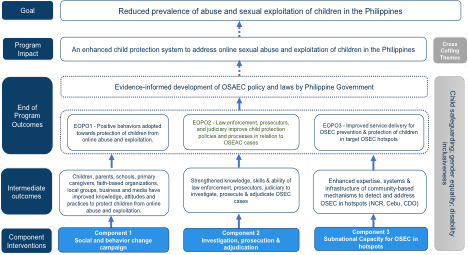 Goal
Reduced prevalence of abuse and sexual exploitation of children in the Philippines
Program
Impact
An enhanced child protection system to address online sexual abuse and exploitation of children in the Philippines
Cross
Cutting
Themes
Evidence-informed development of OSAEC policy and laws by Philippine Government
End of
Program
Outcomes
EOPO1 - Positive behaviors adopted
towards protection of children from
online abuse and exploitation.
EOPO2 - Law enforcement, prosecutors,
and judiciary improve child protection
policies and processes in relation to
OSEAC cases
EOPO3 - Improved service delivery for
OSEC prevention & protection of children
in target OSEC hotspots
Child safeguarding; gender equality; disability
inclusiveness
Intermediate
outcomes
Children, parents, schools, primary
caregivers, faith-based organizations,
local groups, business and media have
improved knowledge, attitudes and
practices to protect children from online
abuse and exploitation.
Strengthened knowledge, skills & ability of
law enforcement, prosecutors, judiciary to
investigate, prosecute & adjudicate OSEC
cases
Enhanced expertise, systems &
infrastructure of community-based
mechanisms to detect and address
OSEC in hotspots (NCR, Cebu, CDO)
Component
Interventions
Component 1
Social and behavior change
campaign
Component 2
Investigation, prosecution &
adjudication
Component 3
Subnational Capacity for OSEC in
hotspots